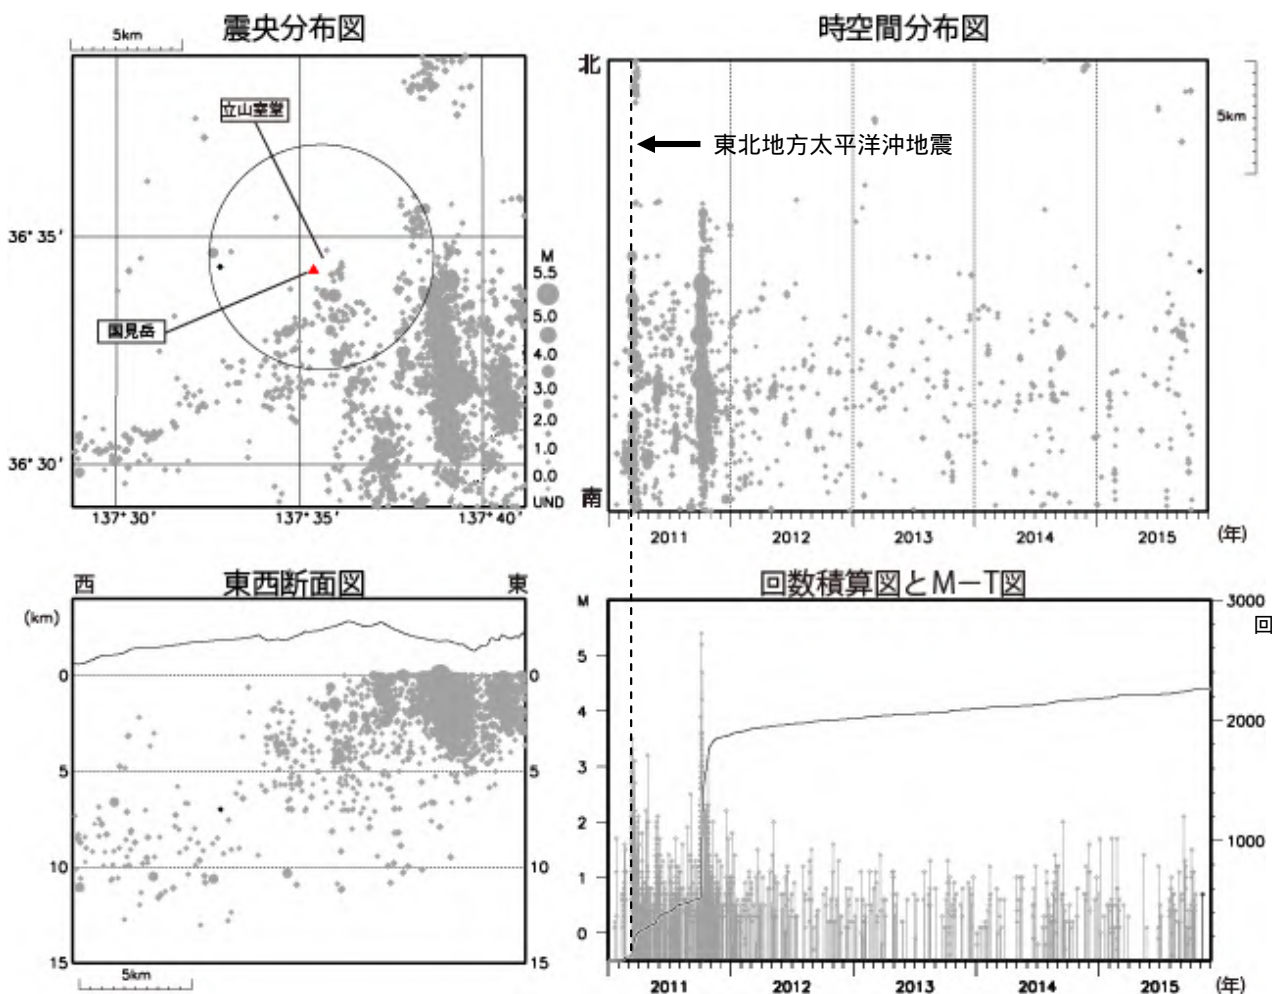 震央分布図
5km
立山室堂
国見岳
36°35′
36°30′
137°30′
137°35′
137°40′
M
5.5
5.0
4.0
3.0
2.0
1.0
0.0
UND
時空間分布図
北
南
東北地方太平洋沖地震
5km
2011
2012
2013
2014
2015
(年)
東西断面図
西
東
(km)
0
5
10
15
0
5
10
15
5km
回数積算図とM－T図
M
5
4
3
2
1
0
3000
回
2000
1000
2011
2012
2013
2014
2015
(年)